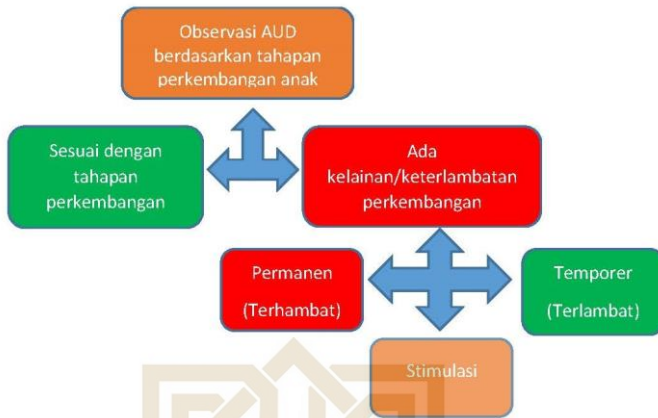 Observasi AUD
berdasarkan tahapan
perkembangan anak
Sesuai dengan
tahapan
perkembangan
Ada
kelainan/keterlambatan
perkembangan
Permanen
(Terhambat)
Temporer
(Terlambat)
Stimulasi